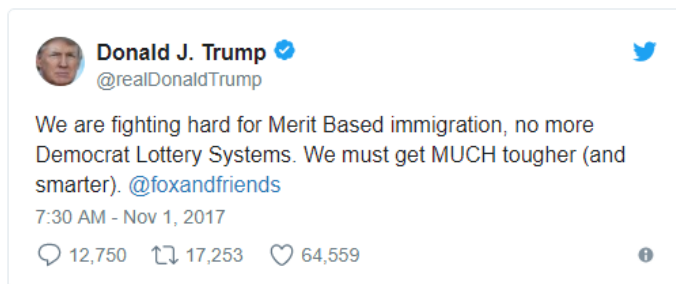 Donald J. Trump
@realDonaldTrump
We are fighting hard for Merit Based immigration, no more
Democrat Lottery Systems. We must get MUCH tougher (and
smarter). @foxandfriends
7:30 AM - Nov 1, 2017
12,750 17,253 64,559